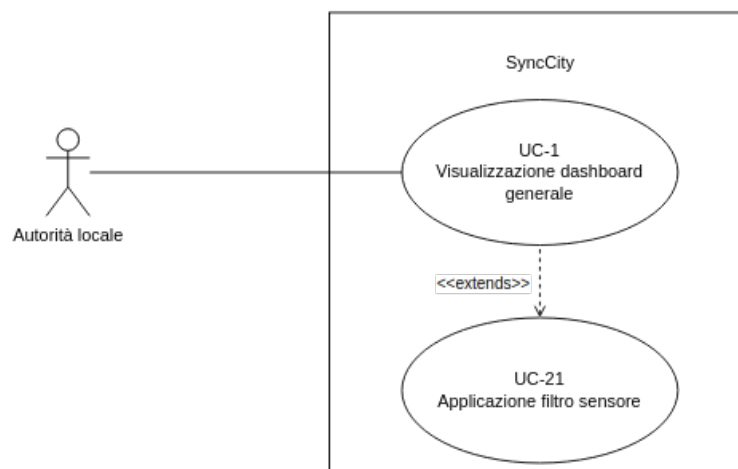 SyncCity
UC-1
Visualizzazione dashboard
generale
Autorità locale
<<extends>>
UC-21
Applicazione filtro sensore